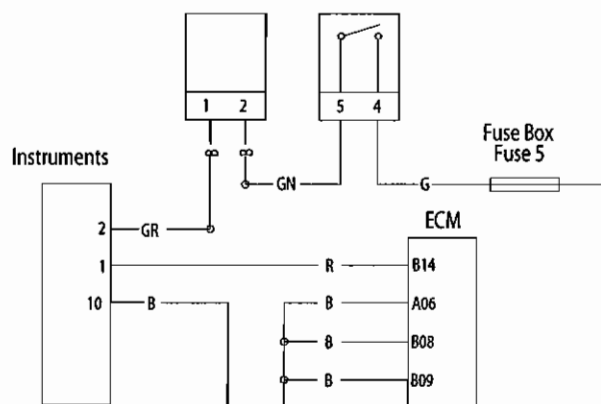 1 2
5 4
B B
Fuse Box
Fuse 5
Instruments
GN
G
2 GR
ECM
1 R B14
10 B B A06
B B08
B B09